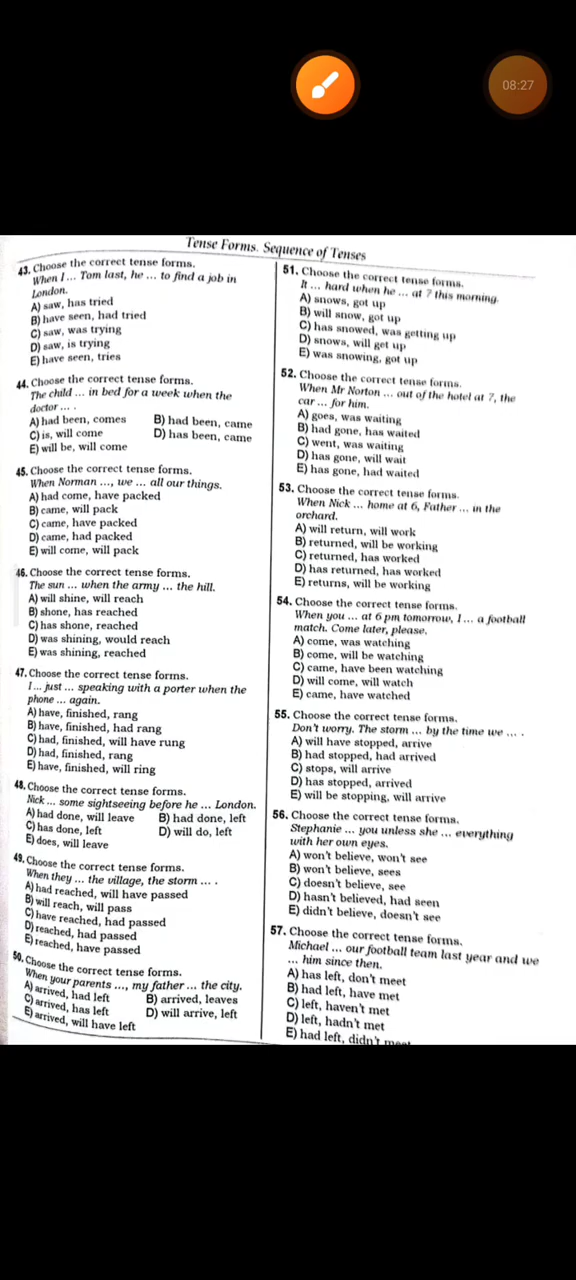 08:27
Tense Forms. Sequence of Tenses
43. Choose the correct tense forms.
When I ... Tom last, he ... to find a job in
London.
A) saw, has tried
B) have seen, had tried
C) saw, was trying
D) saw, is trying
E) have seen, tries
44. Choose the correct tense forms.
The child ... in bed for a week when the
doctor ... .
A) had been, comes B) had been, came
C) is, will come D) has been, came
E) will be, will come
45. Choose the correct tense forms.
When Norman ..., we ... all our things.
A) had come, have packed
B) came, will pack
C) came, have packed
D) came, had packed
E) will come, will pack
46. Choose the correct tense forms.
The sun ... when the army ... the hill.
A) will shine, will reach
B) shone, has reached
C) has shone, reached
D) was shining, would reach
E) was shining, reached
47. Choose the correct tense forms.
I ... just ... speaking with a porter when the
phone ... again.
A) have, finished, rang
B) have, finished, had rang
C) had, finished, will have rung
D) had, finished, rang
E) have, finished, will ring
48. Choose the correct tense forms.
Nick ... some sightseeing before he ... London.
A) had done, will leave B) had done, left
C) has done, left D) will do, left
E) does, will leave
49. Choose the correct tense forms.
When they ... the village, the storm ... .
A) had reached, will have passed
B) will reach, will pass
C) have reached, had passed
D) reached, had passed
E) reached, have passed
50. Choose the correct tense forms.
When your parents ..., my father ... the city.
A) arrived, had left B) arrived, leaves
C) arrived, has left D) will arrive, left
E) arrived, will have left
51. Choose the correct tense forms.
It ... hard when he ... at 7 this morning.
A) snows, got up
B) will snow, got up
C) has snowed, was getting up
D) snows, will get up
E) was snowing, got up
52. Choose the correct tense forms.
When Mr Norton ... out of the hotel at 7, the
car ... for him.
A) goes, was waiting
B) had gone, has waited
C) went, was waiting
D) has gone, will wait
E) has gone, had waited
53. Choose the correct tense forms.
When Nick ... home at 6, Father ... in the
orchard.
A) will return, will work
B) returned, will be working
C) returned, has worked
D) has returned, has worked
E) returns, will be working
54. Choose the correct tense forms.
When you ... at 6 pm tomorrow, I ... a football
match. Come later, please.
A) come, was watching
B) come, will be watching
C) came, have been watching
D) will come, will watch
E) came, have watched
55. Choose the correct tense forms.
Don't worry. The storm ... by the time we ... .
A) will have stopped, arrive
B) had stopped, had arrived
C) stops, will arrive
D) has stopped, arrived
E) will be stopping, will arrive
56. Choose the correct tense forms.
Stephanie ... you unless she ... everything
with her own eyes.
A) won't believe, won't see
B) won't believe, sees
C) doesn't believe, see
D) hasn't believed, had seen
E) didn't believe, doesn't see
57. Choose the correct tense forms.
Michael ... our football team last year and we
... him since then.
A) has left, don't meet
B) had left, have met
C) left, haven't met
D) left, hadn't met
E) had left, didn't meet